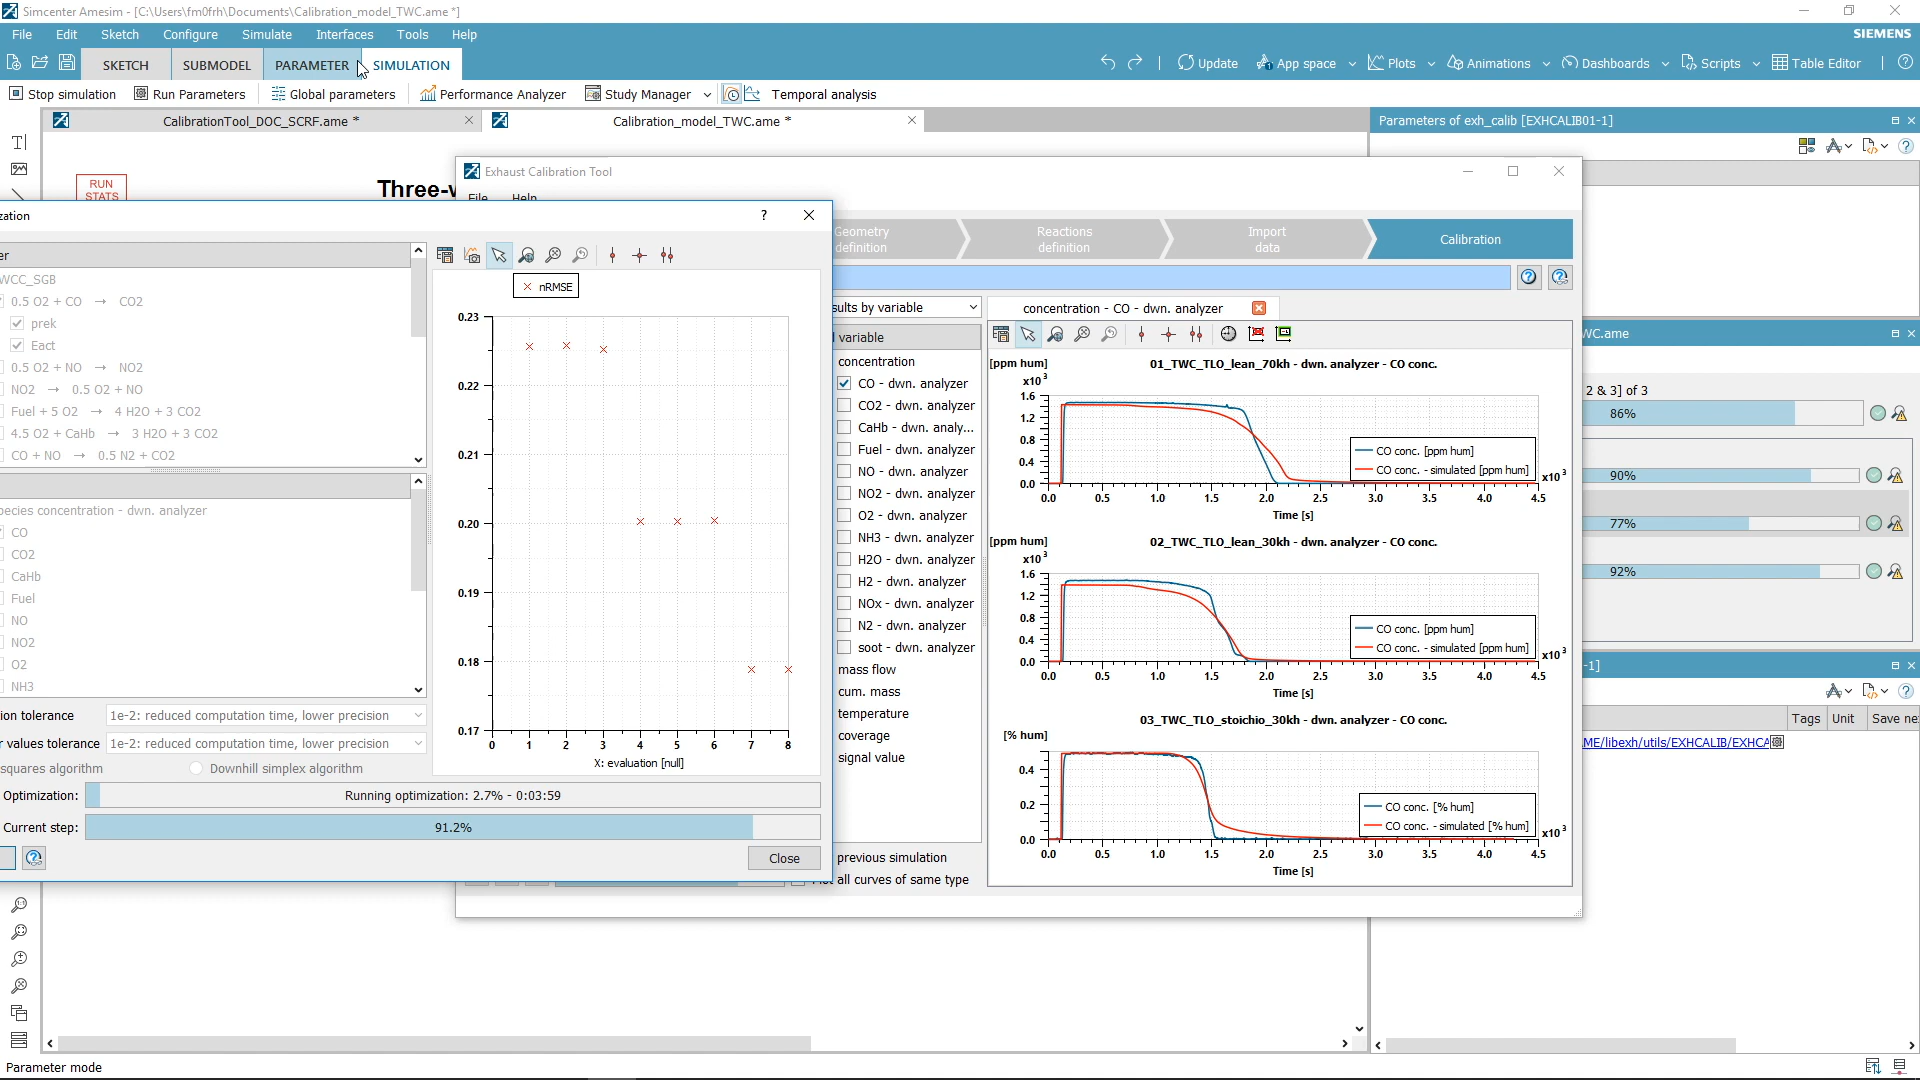 Simcenter Amesim - [C:\Users\fm0frh\Documents\Calibration_model_TWC.ame *]
File Edit Sketch Configure Simulate Interfaces Tools Help
SIEMENS
SKETCH SUBMODEL PARAMETER SIMULATION
Update App space Plots Animations Dashboards Scripts Table Editor
Stop simulation Run Parameters Global parameters Performance Analyzer Study Manager Temporal analysis
CalibrationTool_DOC_SCRF.ame *
Calibration_model_TWC.ame *
Parameters of exh_calib [EXHCALIB01-1]
RUN
STATS
Three-
Exhaust Calibration Tool
File Help
zation
?
Geometry
definition
Reactions
definition
Import
data
Calibration
er
WCC_SGB
0.5 O2 + CO → CO2
prek
Eact
0.5 O2 + NO → NO2
NO2 → 0.5 O2 + NO
Fuel + 5 O2 → 4 H2O + 3 CO2
4.5 O2 + CaHb → 3 H2O + 3 CO2
CO + NO → 0.5 N2 + CO2
pecies concentration - dwn. analyzer
CO
CO2
CaHb
Fuel
NO
NO2
O2
NH3
ion tolerance 1e-2: reduced computation time, lower precision
r values tolerance 1e-2: reduced computation time, lower precision
squares algorithm Downhill simplex algorithm
Optimization: Running optimization: 2.7% - 0:03:59
Current step: 91.2%
Close
nRMSE
0.23
0.22
0.21
0.20
0.19
0.18
0.17
0 1 2 3 4 5 6 7 8
X: evaluation [null]
sults by variable
variable
concentration
CO - dwn. analyzer
CO2 - dwn. analyzer
CaHb - dwn. analy...
Fuel - dwn. analyzer
NO - dwn. analyzer
NO2 - dwn. analyzer
O2 - dwn. analyzer
NH3 - dwn. analyzer
H2O - dwn. analyzer
H2 - dwn. analyzer
NOx - dwn. analyzer
N2 - dwn. analyzer
soot - dwn. analyzer
mass flow
cum. mass
temperature
coverage
signal value
previous simulation
all curves of same type
concentration - CO - dwn. analyzer
[ppm hum]
01_TWC_TLO_lean_70kh - dwn. analyzer - CO conc.
x10 3
1.6
1.2
0.8
0.4
0.0
CO conc. [ppm hum]
CO conc. - simulated [ppm hum]
x10 3
0.0 0.5 1.0 1.5 2.0 2.5 3.0 3.5 4.0 4.5
Time [s]
[ppm hum]
02_TWC_TLO_lean_30kh - dwn. analyzer - CO conc.
x10 3
1.6
1.2
0.8
0.4
0.0
CO conc. [ppm hum]
CO conc. - simulated [ppm hum]
x10 3
0.0 0.5 1.0 1.5 2.0 2.5 3.0 3.5 4.0 4.5
Time [s]
03_TWC_TLO_stoichio_30kh - dwn. analyzer - CO conc.
[% hum]
0.4
0.2
0.0
CO conc. [% hum]
CO conc. - simulated [% hum]
x10 3
0.0 0.5 1.0 1.5 2.0 2.5 3.0 3.5 4.0 4.5
Time [s]
WC.ame
2 & 3] of 3
86%
90%
77%
92%
-1]
Tags Unit Save ne
ME/libexh/utils/EXHCALIB/EXHCA
Parameter mode